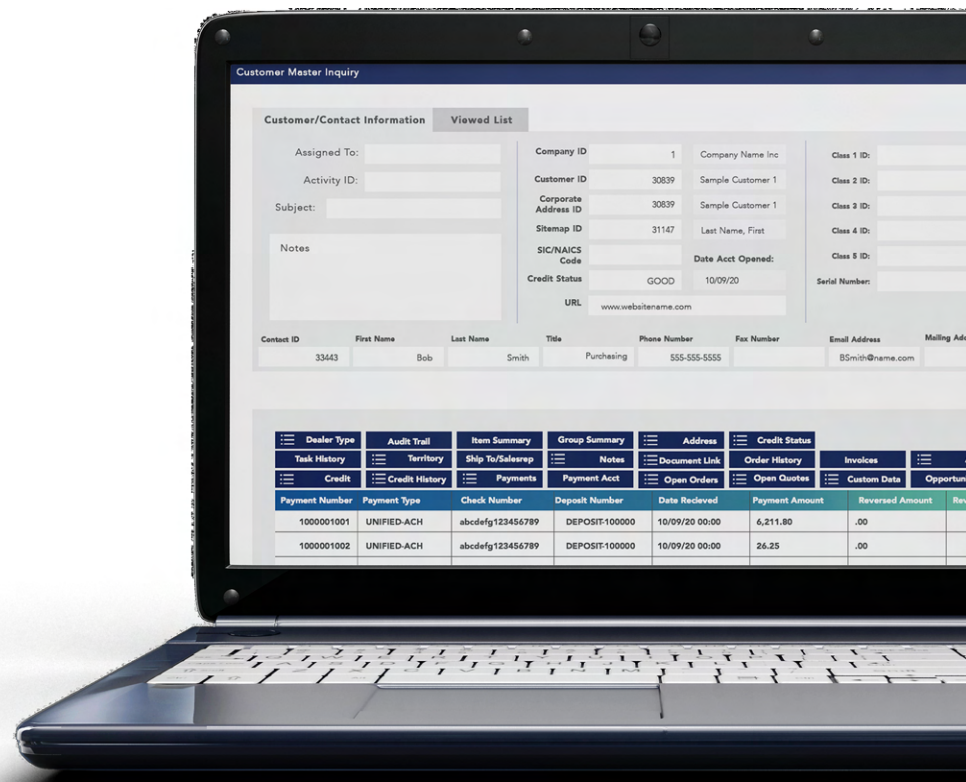 Customer Master Inquiry
Customer/Contact Information Viewed List
Assigned To:
Activity ID:
Subject:
Notes
Company ID 1 Company Name Inc
Customer ID 30839 Sample Customer 1
Corporate
Address ID 30839 Sample Customer 1
Sitemap ID 31147 Last Name, First
SIC/NAICS
Code Date Acct Opened:
Credit Status GOOD 10/09/20
URL www.websitename.com
Class 1 ID:
Class 2 ID:
Class 3 ID:
Class 4 ID:
Class 5 ID:
Serial Number:
Contact ID First Name Last Name Title Phone Number Fax Number Email Address Mailing Add
33443 Bob Smith Purchasing 555-555-5555 BSmith@name.com
Dealer Type Audit Trail Item Summary Group Summary Address Credit Status
Task History Territory Ship To/Salesrep Notes Document Link Order History Invoices
Credit Credit History Payments Payment Acct Open Orders Open Quotes Custom Data Opportun
Payment Number Payment Type Check Number Deposit Number Date Recieved Payment Amount Reversed Amount Rev
1000001001 UNIFIED-ACH abcdefg123456789 DEPOSIT-100000 10/09/20 00:00 6,211.80 .00
1000001002 UNIFIED-ACH abcdefg123456789 DEPOSIT-100000 10/09/20 00:00 26.25 .00